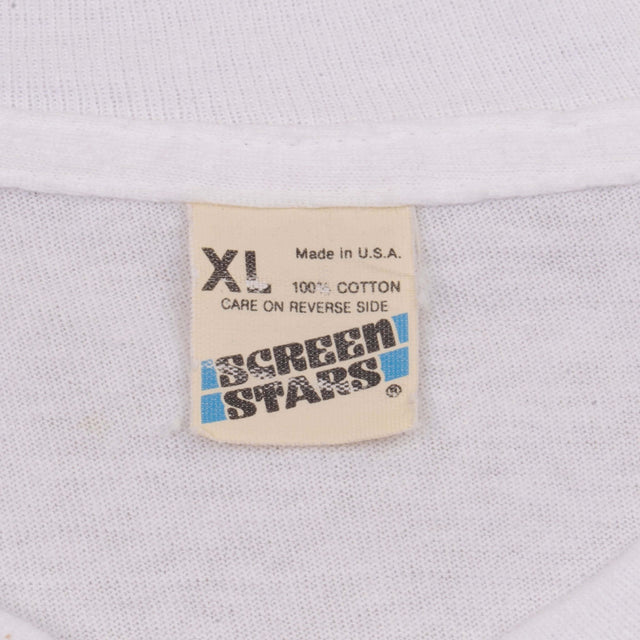 XL Made in U.S.A.
100% COTTON
CARE ON REVERSE SIDE
SCREEN
STARS ®